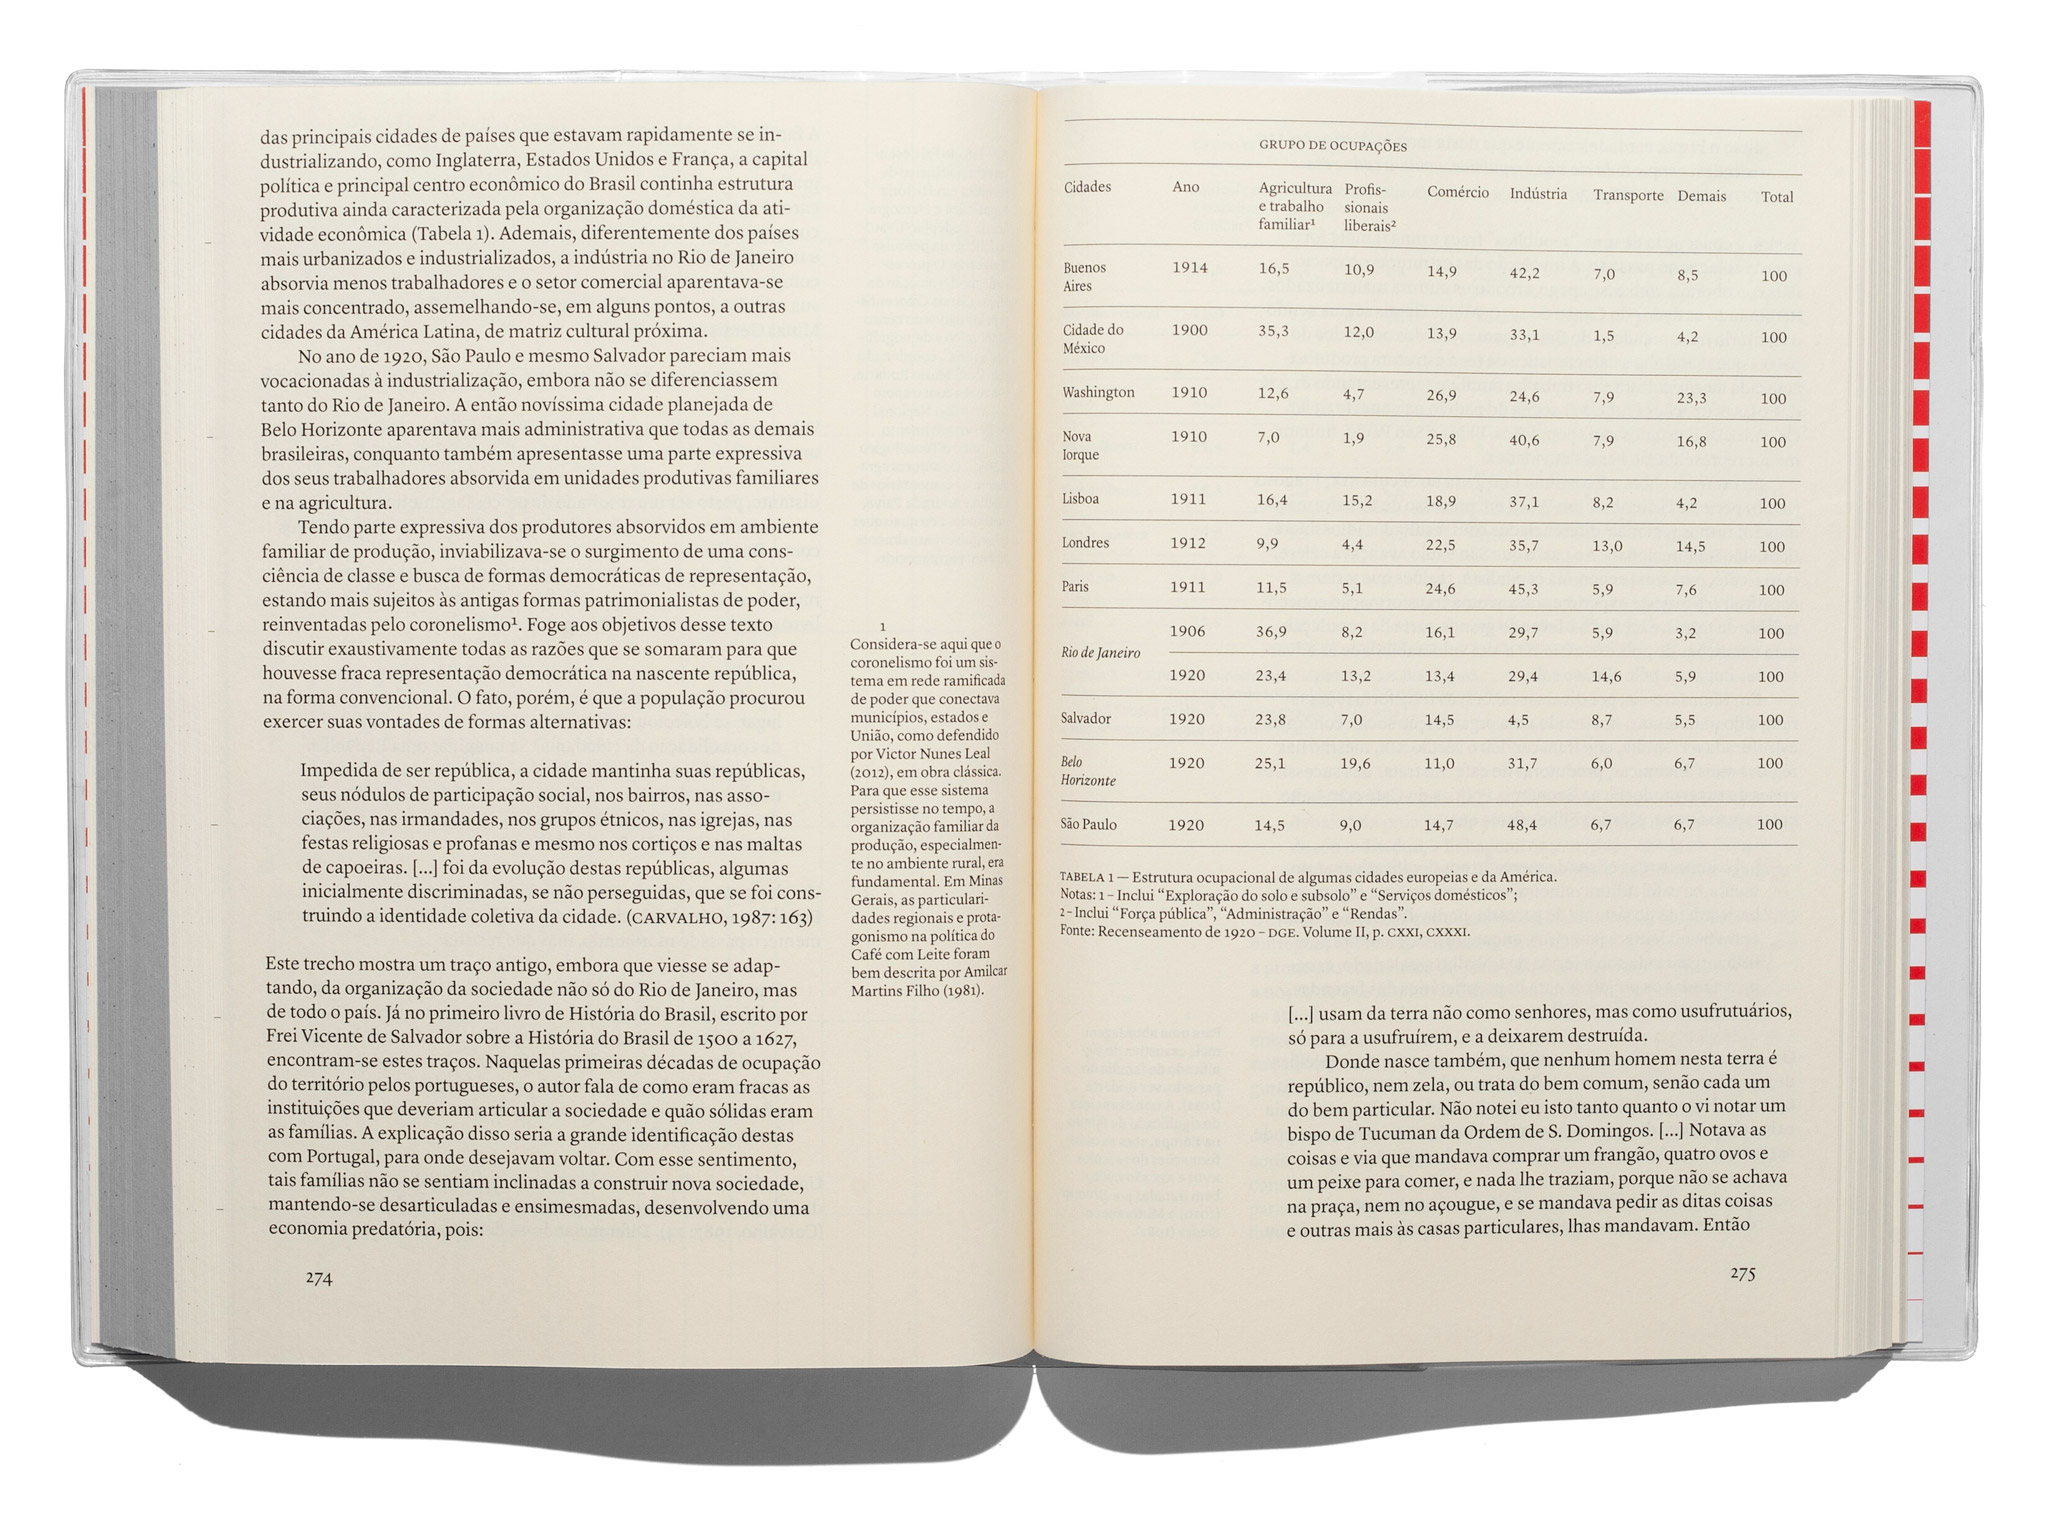 das principais cidades de países que estavam rapidamente se in-
dustrializando, como Inglaterra, Estados Unidos e França, a capital
política e principal centro econômico do Brasil continha estrutura
produtiva ainda caracterizada pela organização doméstica da ati-
vidade econômica (Tabela 1). Ademais, diferentemente dos países
mais urbanizados e industrializados, a indústria no Rio de Janeiro
absorvia menos trabalhadores e o setor comercial aparentava-se
mais concentrado, assemelhando-se, em alguns pontos, a outras
cidades da América Latina, de matriz cultural próxima.
No ano de 1920, São Paulo e mesmo Salvador pareciam mais
vocacionadas à industrialização, embora não se diferenciassem
tanto do Rio de Janeiro. A então novíssima cidade planejada de
Belo Horizonte aparentava mais administrativa que todas as demais
brasileiras, conquanto também apresentasse uma parte expressiva
dos seus trabalhadores absorvida em unidades produtivas familiares
e na agricultura.
Tendo parte expressiva dos produtores absorvidos em ambiente
familiar de produção, inviabilizava-se o surgimento de uma cons-
ciência de classe e busca de formas democráticas de representação,
estando mais sujeitos às antigas formas patrimonialistas de poder,
reinventadas pelo coronelismo¹. Foge aos objetivos desse texto
discutir exaustivamente todas as razões que se somaram para que
houvesse fraca representação democrática na nascente república,
na forma convencional. O fato, porém, é que a população procurou
exercer suas vontades de formas alternativas:
Impedida de ser república, a cidade mantinha suas repúblicas,
seus nódulos de participação social, nos bairros, nas asso-
ciações, nas irmandades, nos grupos étnicos, nas igrejas, nas
festas religiosas e profanas e mesmo nos cortiços e nas maltas
de capoeiras. [...] foi da evolução destas repúblicas, algumas
inicialmente discriminadas, se não perseguidas, que se foi cons-
truindo a identidade coletiva da cidade. (CARVALHO, 1987: 163)
Este trecho mostra um traço antigo, embora que viesse se adap-
tando, da organização da sociedade não só do Rio de Janeiro, mas
de todo o país. Já no primeiro livro de História do Brasil, escrito por
Frei Vicente de Salvador sobre a História do Brasil de 1500 a 1627,
encontram-se estes traços. Naquelas primeiras décadas de ocupação
do território pelos portugueses, o autor fala de como eram fracas as
instituições que deveriam articular a sociedade e quão sólidas eram
as famílias. A explicação disso seria a grande identificação destas
com Portugal, para onde desejavam voltar. Com esse sentimento,
tais famílias não se sentiam inclinadas a construir nova sociedade,
mantendo-se desarticuladas e ensimesmadas, desenvolvendo uma
economia predatória, pois:
274
1
Considera-se aqui que o
coronelismo foi um sis-
tema em rede ramificada
de poder que conectava
municípios, estados e
União, como defendido
por Victor Nunes Leal
(2012), em obra clássica.
Para que esse sistema
persistisse no tempo, a
organização familiar da
produção, especialmen-
te no ambiente rural, era
fundamental. Em Minas
Gerais, as particulari-
dades regionais e prota-
gonismo na política do
Café com Leite foram
bem descrita por Amilcar
Martins Filho (1981).
GRUPO DE OCUPAÇÕES
Cidades Ano Agricultura e trabalho familiar¹ Profis-sionais liberais² Comércio Indústria Transporte Demais Total
Buenos Aires 1914 16,5 10,9 14,9 42,2 7,0 8,5 100
Cidade do México 1900 35,3 12,0 13,9 33,1 1,5 4,2 100
Washington 1910 12,6 4,7 26,9 24,6 7,9 23,3 100
Nova Iorque 1910 7,0 1,9 25,8 40,6 7,9 16,8 100
Lisboa 1911 16,4 15,2 18,9 37,1 8,2 4,2 100
Londres 1912 9,9 4,4 22,5 35,7 13,0 14,5 100
Paris 1911 11,5 5,1 24,6 45,3 5,9 7,6 100
Rio de Janeiro 1906 36,9 8,2 16,1 29,7 5,9 3,2 100
1920 23,4 13,2 13,4 29,4 14,6 5,9 100
Salvador 1920 23,8 7,0 14,5 4,5 8,7 5,5 100
Belo Horizonte 1920 25,1 19,6 11,0 31,7 6,0 6,7 100
São Paulo 1920 14,5 9,0 14,7 48,4 6,7 6,7 100
TABELA 1 — Estrutura ocupacional de algumas cidades europeias e da América.
Notas: 1 – Inclui “Exploração do solo e subsolo” e “Serviços domésticos”;
2 – Inclui “Força pública”, “Administração” e “Rendas”.
Fonte: Recenseamento de 1920 – DGE. Volume II, p. CXXI, CXXXI.
[...] usam da terra não como senhores, mas como usufrutuários,
só para a usufruírem, e a deixarem destruída.
Donde nasce também, que nenhum homem nesta terra é
repúblico, nem zela, ou trata do bem comum, senão cada um
do bem particular. Não notei eu isto tanto quanto o vi notar um
bispo de Tucuman da Ordem de S. Domingos. [...] Notava as
coisas e via que mandava comprar um frangão, quatro ovos e
um peixe para comer, e nada lhe traziam, porque não se achava
na praça, nem no açougue, e se mandava pedir as ditas coisas
e outras mais às casas particulares, lhas mandavam. Então
275